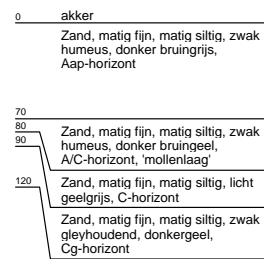 0 akker
Zand, matig fijn, matig siltig, zwak
humeus, donker bruingrijs,
Aap-horizont
70
80 Zand, matig fijn, matig siltig, zwak
90 humeus, donker bruingeel,
A/C-horizont, 'mollenlaag'
120 Zand, matig fijn, matig siltig, licht
geelgrijs, C-horizont
Zand, matig fijn, matig siltig, zwak
gleyhoudend, donkergeel,
Cg-horizont